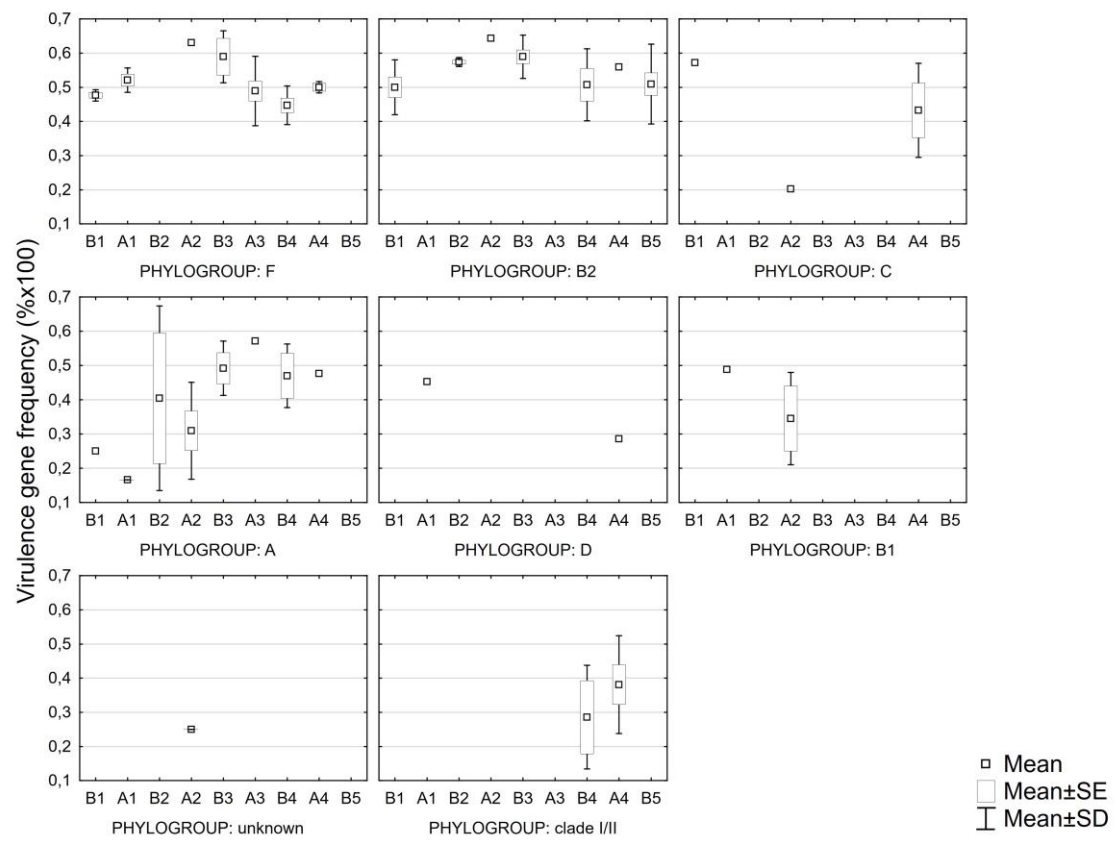 Virulence gene frequency (%x100)
0,7
0,6
0,5
0,4
0,3
0,2
0,1
B1 A1 B2 A2 B3 A3 B4 A4 B5
PHYLOGROUP: F
B1 A1 B2 A2 B3 A3 B4 A4 B5
PHYLOGROUP: B2
B1 A1 B2 A2 B3 A3 B4 A4 B5
PHYLOGROUP: C
0,7
0,6
0,5
0,4
0,3
0,2
0,1
B1 A1 B2 A2 B3 A3 B4 A4 B5
PHYLOGROUP: A
B1 A1 B2 A2 B3 A3 B4 A4 B5
PHYLOGROUP: D
B1 A1 B2 A2 B3 A3 B4 A4 B5
PHYLOGROUP: B1
0,7
0,6
0,5
0,4
0,3
0,2
0,1
B1 A1 B2 A2 B3 A3 B4 A4 B5
PHYLOGROUP: unknown
B1 A1 B2 A2 B3 A3 B4 A4 B5
PHYLOGROUP: clade I/II
Mean
Mean±SE
Mean±SD